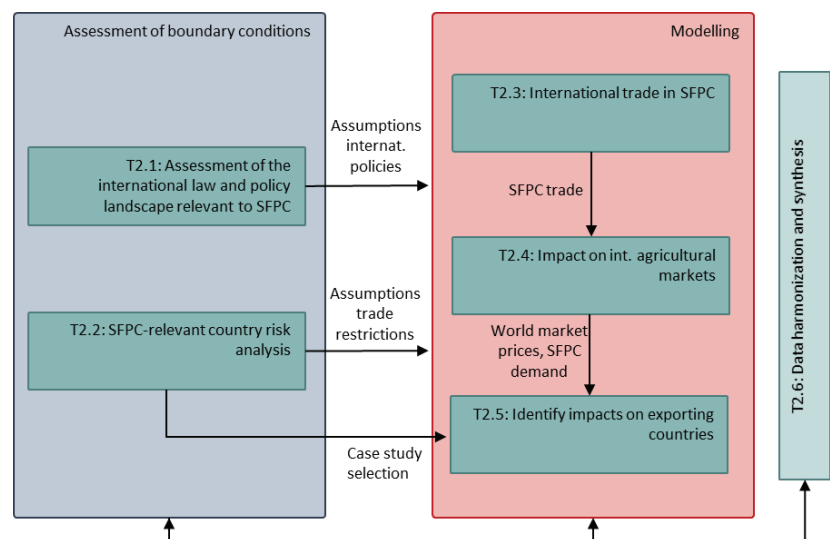 Assessment of boundary conditions
T2.1: Assessment of the
international law and policy
landscape relevant to SFPC
T2.2: SFPC-relevant country risk
analysis
Assumptions
internat.
policies
Assumptions
trade
restrictions
Case study
selection
Modelling
T2.3: International trade in SFPC
SFPC trade
T2.4: Impact on int. agricultural
markets
World market
prices, SFPC
demand
T2.5: Identify impacts on exporting
countries
T2.6: Data harmonization and synthesis